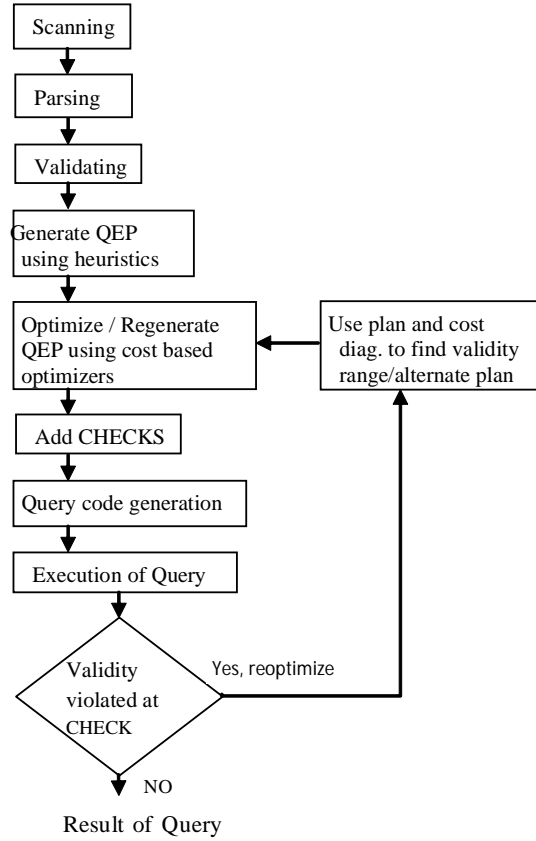 Scanning
Parsing
Validating
Generate QEP
using heuristics
Optimize / Regenerate
QEP using cost based
optimizers
Use plan and cost
diag. to find validity
range/alternate plan
Add CHECKS
Query code generation
Execution of Query
Validity
violated at
CHECK
Yes, reoptimize
NO
Result of Query